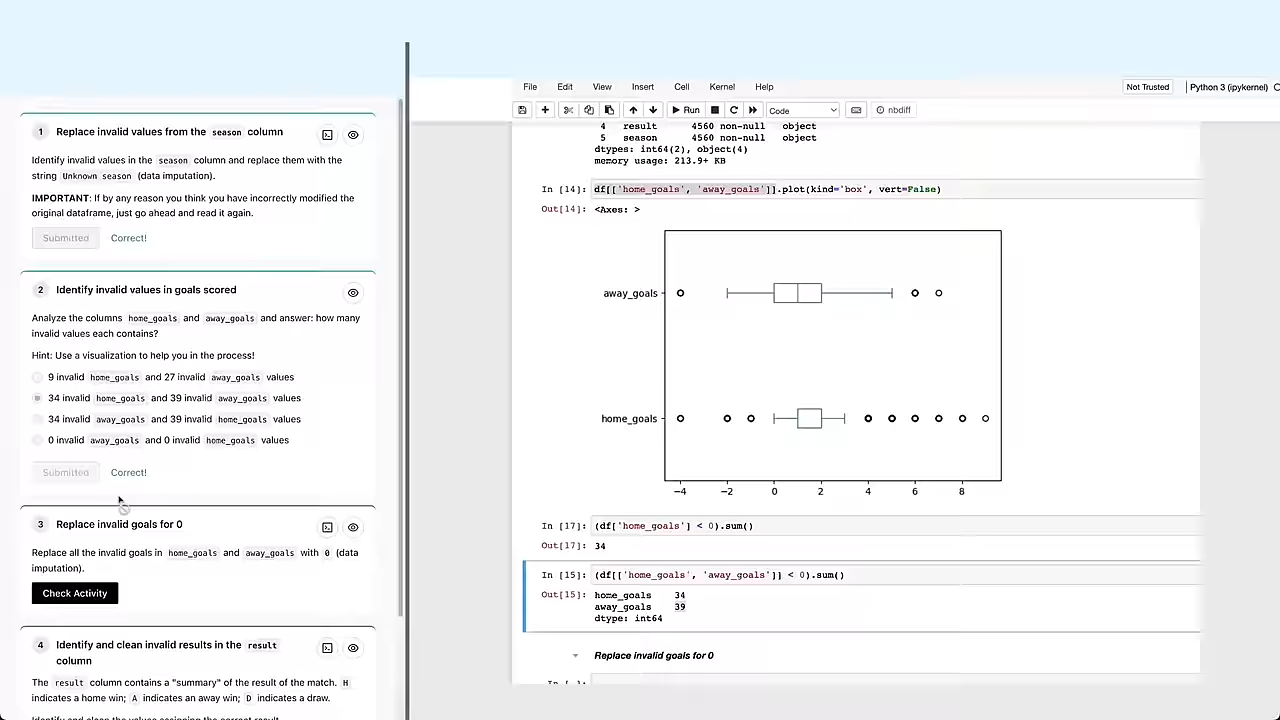 1 Replace invalid values from the season column
Identify invalid values in the season column and replace them with the
string Unknown season (data imputation).
IMPORTANT: If by any reason you think you have incorrectly modified the
original dataframe, just go ahead and read it again.
Submitted Correct!
2 Identify invalid values in goals scored
Analyze the columns home_goals and away_goals and answer: how many
invalid values each contains?
Hint: Use a visualization to help you in the process!
9 invalid home_goals and 27 invalid away_goals values
34 invalid home_goals and 39 invalid away_goals values
34 invalid away_goals and 39 invalid home_goals values
0 invalid away_goals and 0 invalid home_goals values
Submitted Correct!
3 Replace invalid goals for 0
Replace all the invalid goals in home_goals and away_goals with 0 (data
imputation).
Check Activity
4 Identify and clean invalid results in the result
column
The result column contains a "summary" of the result of the match. H
indicates a home win; A indicates an away win; D indicates a draw.
Identify and clean the values assigning the correct result
File Edit View Insert Cell Kernel Help
Not Trusted Python 3 (ipykernel)
Run Code nbdiff
4 result 4560 non-null object
5 season 4560 non-null object
dtypes: int64(2), object(4)
memory usage: 213.9+ KB
In [14]: df[['home_goals', 'away_goals']].plot(kind='box', vert=False)
Out[14]: <Axes: >
away_goals
home_goals
−4 −2 0 2 4 6 8
In [17]: (df['home_goals'] < 0).sum()
Out[17]: 34
In [15]: (df[['home_goals', 'away_goals']] < 0).sum()
Out[15]: home_goals 34
away_goals 39
dtype: int64
Replace invalid goals for 0
In [ ]: